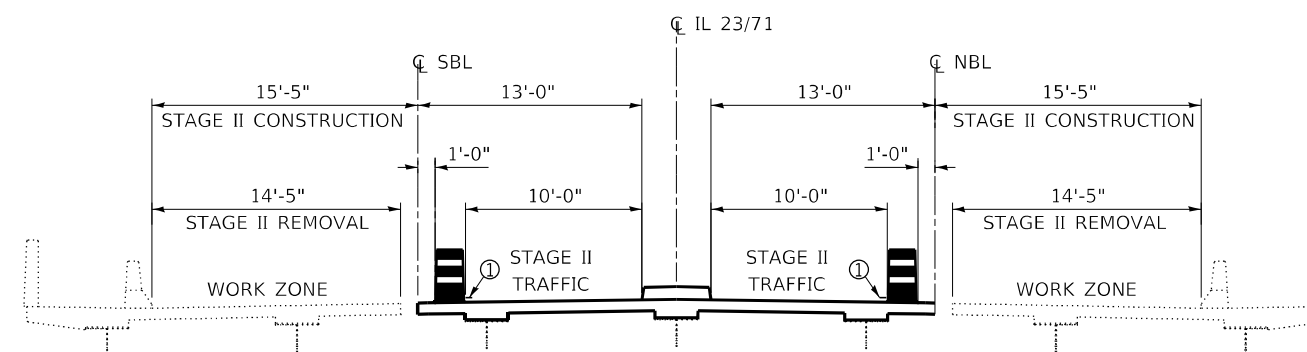 ℄ IL 23/71
℄ SBL
℄ NBL
15'-5"
13'-0"
13'-0"
15'-5"
STAGE II CONSTRUCTION
STAGE II CONSTRUCTION
1'-0"
1'-0"
14'-5"
10'-0"
10'-0"
14'-5"
STAGE II REMOVAL
STAGE II REMOVAL
① STAGE II
TRAFFIC
STAGE II ①
TRAFFIC
WORK ZONE
WORK ZONE